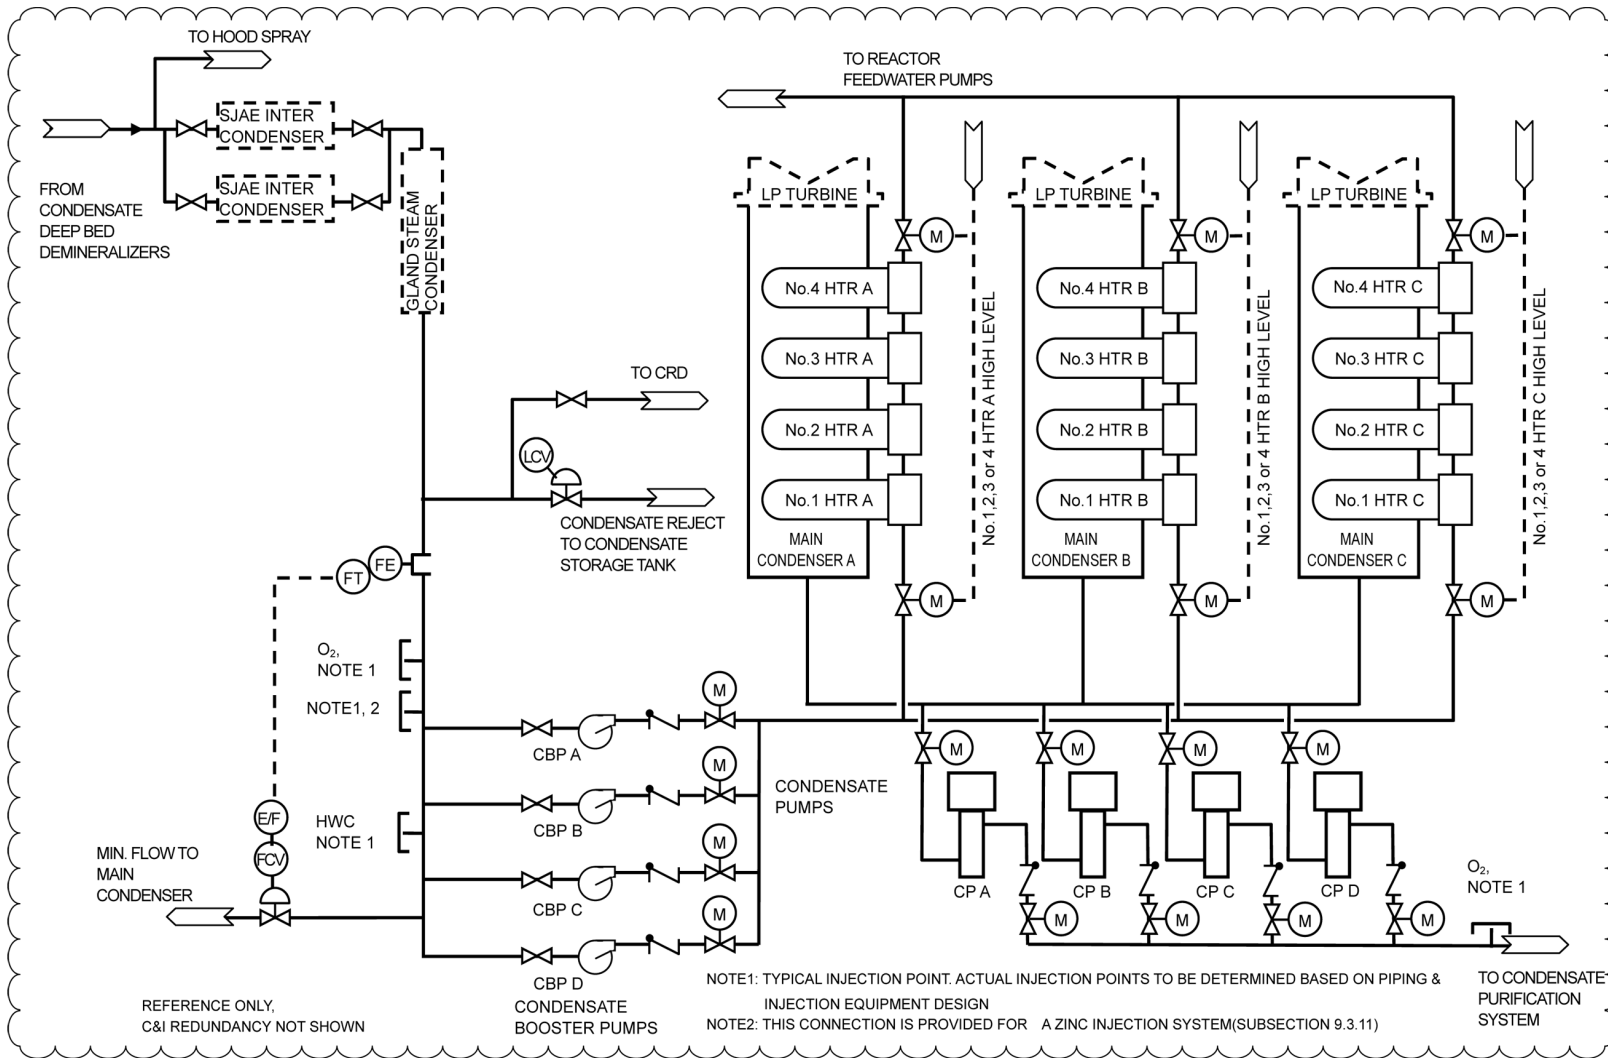 TO HOOD SPRAY
SJAE INTER
CONDENSER
SJAE INTER
CONDENSER
FROM
CONDENSATE
DEEP BED
DEMINERALIZERS
GLAND STEAM
CONDENSER
TO CRD
LCV
CONDENSATE REJECT
TO CONDENSATE
STORAGE TANK
FT
FE
O₂,
NOTE 1
NOTE1, 2
HWC
NOTE 1
E/F
FCV
MIN. FLOW TO
MAIN
CONDENSER
CBP A
M
CBP B
M
CBP C
M
CBP D
M
CONDENSATE
BOOSTER PUMPS
REFERENCE ONLY,
C&I REDUNDANCY NOT SHOWN
TO REACTOR
FEEDWATER PUMPS
LP TURBINE
M
No.4 HTR A
No.3 HTR A
No.2 HTR A
No.1 HTR A
MAIN
CONDENSER A
M
No.1,2,3 or 4 HTR A HIGH LEVEL
LP TURBINE
M
No.4 HTR B
No.3 HTR B
No.2 HTR B
No.1 HTR B
MAIN
CONDENSER B
M
No.1,2,3 or 4 HTR B HIGH LEVEL
LP TURBINE
M
No.4 HTR C
No.3 HTR C
No.2 HTR C
No.1 HTR C
MAIN
CONDENSER C
M
No.1,2,3 or 4 HTR C HIGH LEVEL
CONDENSATE
PUMPS
M
M
M
M
CP A
CP B
CP C
CP D
M
M
M
M
O₂,
NOTE 1
TO CONDENSATE
PURIFICATION
SYSTEM
NOTE1: TYPICAL INJECTION POINT. ACTUAL INJECTION POINTS TO BE DETERMINED BASED ON PIPING &
INJECTION EQUIPMENT DESIGN
NOTE2: THIS CONNECTION IS PROVIDED FOR A ZINC INJECTION SYSTEM(SUBSECTION 9.3.11)